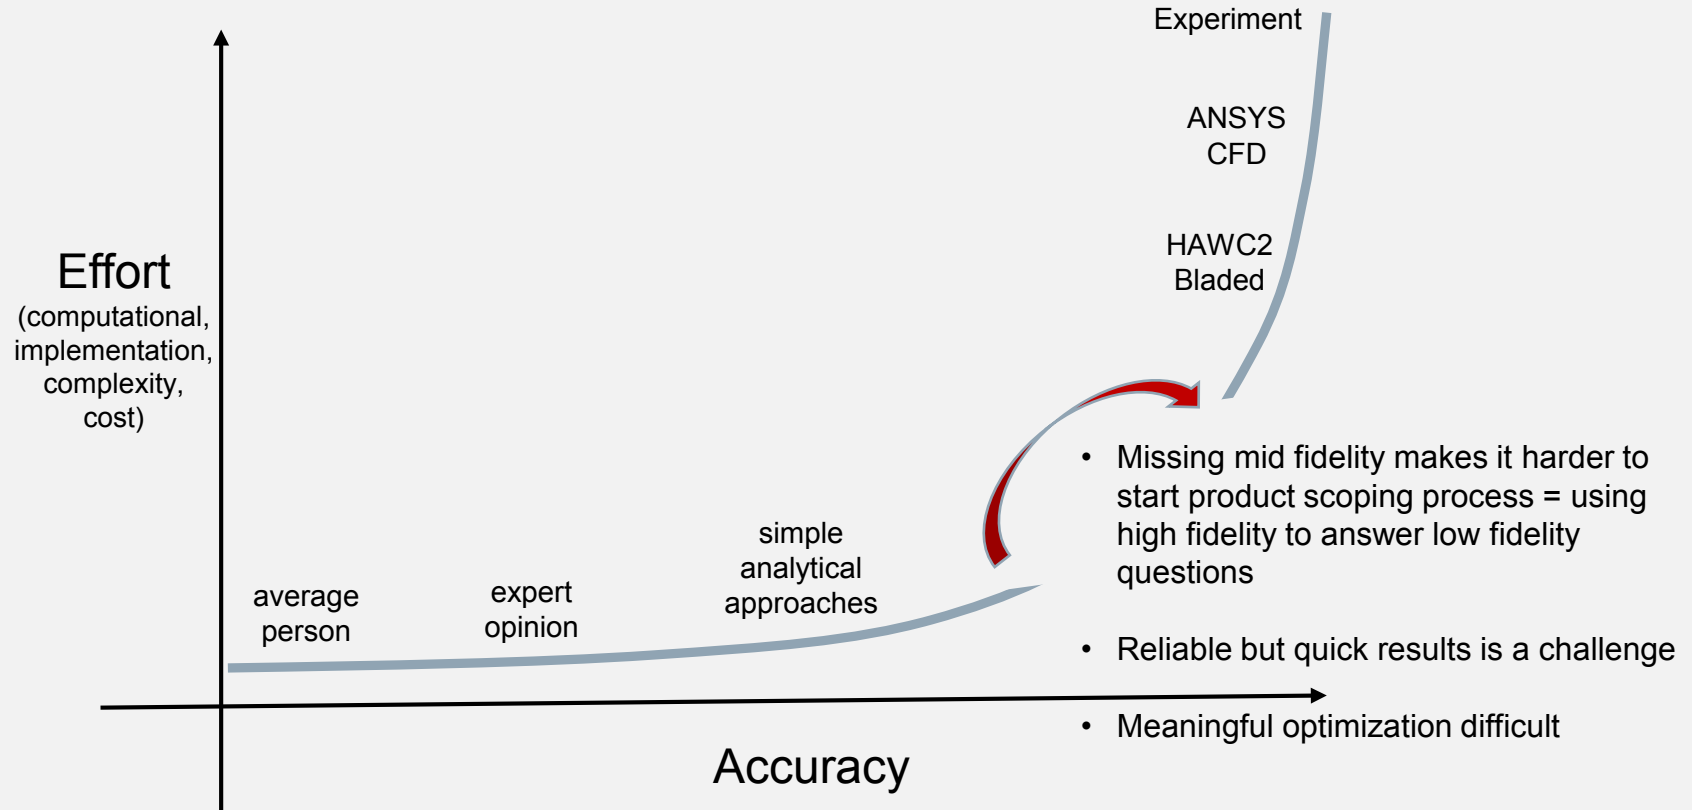 Experiment
ANSYS
CFD
HAWC2
Bladed
Effort
(computational,
implementation,
complexity,
cost)
average
person
expert
opinion
simple
analytical
approaches
• Missing mid fidelity makes it harder to
start product scoping process = using
high fidelity to answer low fidelity
questions
• Reliable but quick results is a challenge
• Meaningful optimization difficult
Accuracy